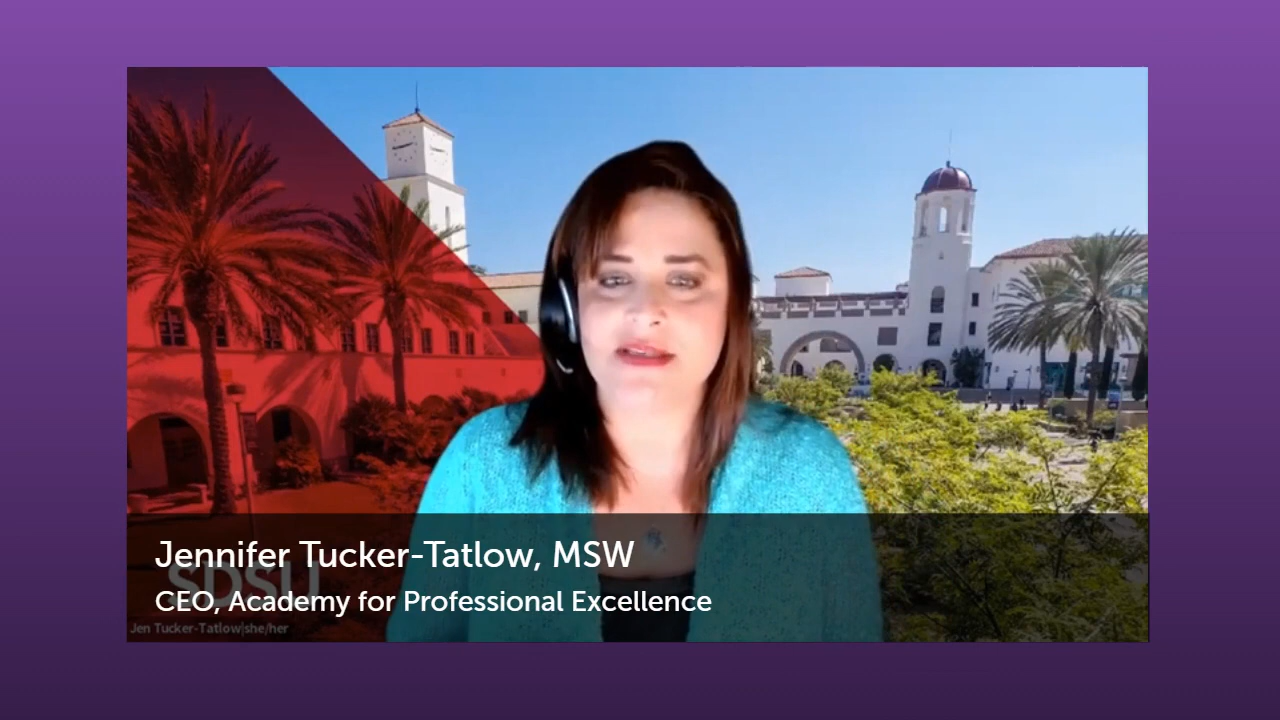 Jennifer Tucker-Tatlow, MSW
SDSU
CEO, Academy for Professional Excellence
Jen Tucker-Tatlow|she/her